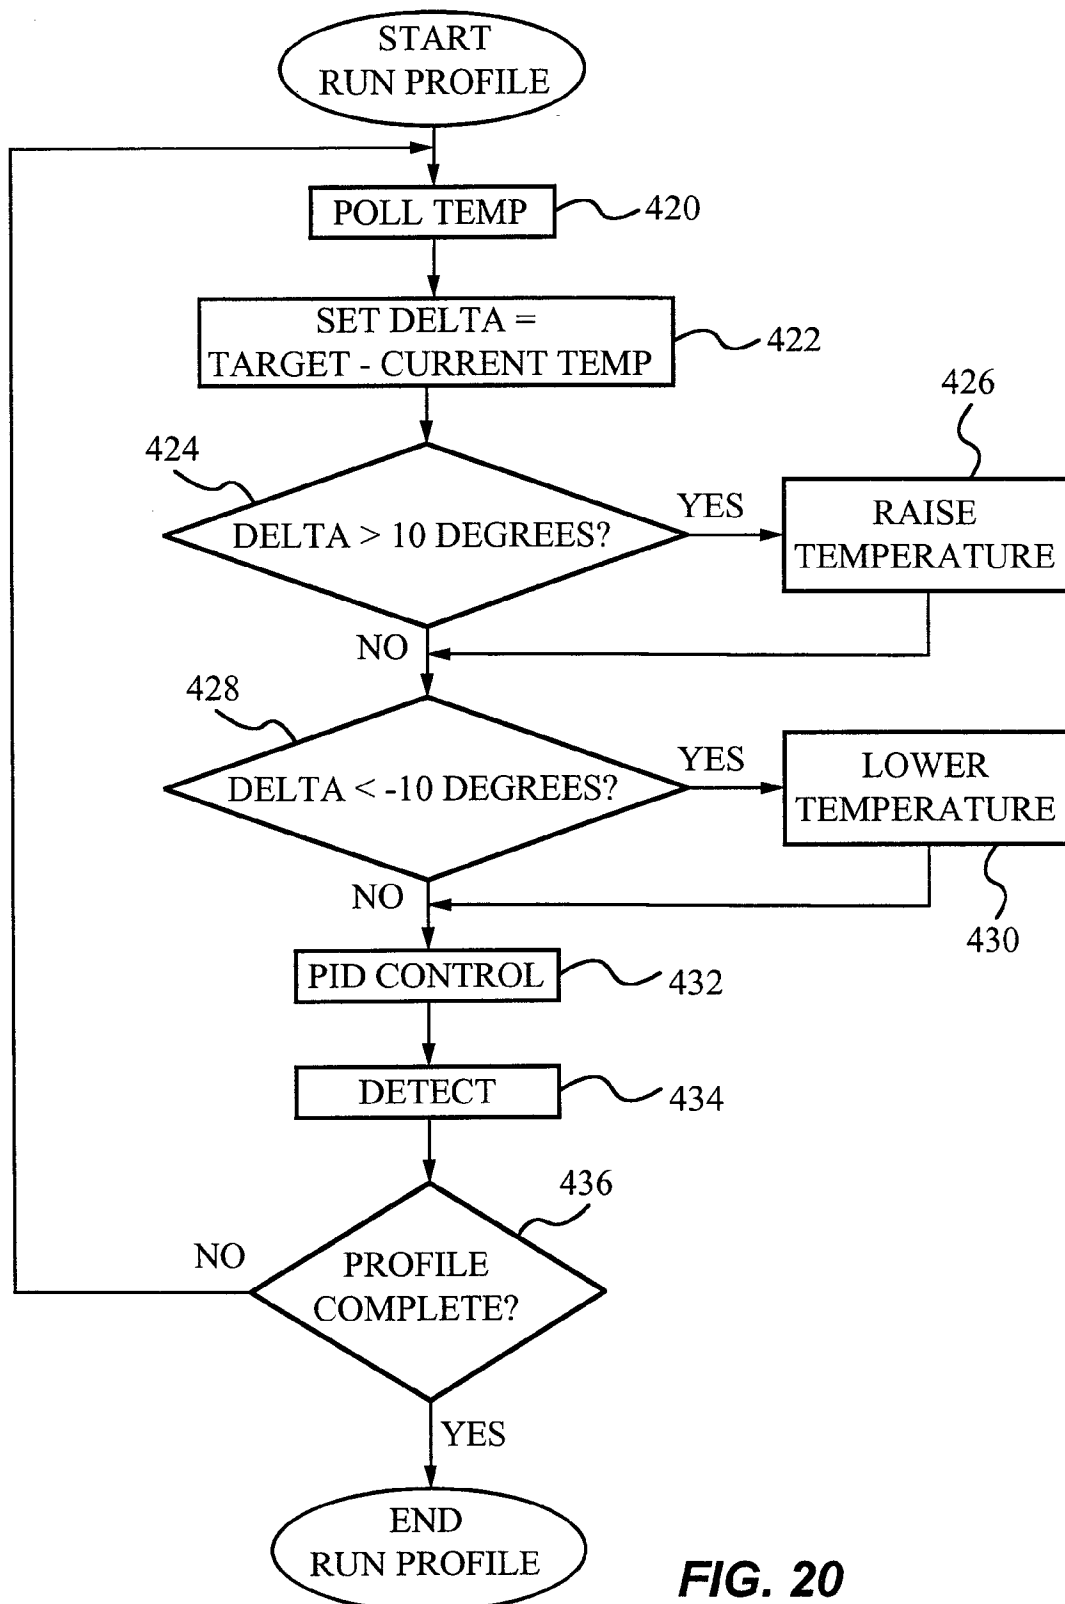 START
RUN PROFILE
POLL TEMP
420
SET DELTA =
TARGET - CURRENT TEMP
422
426
424
DELTA > 10 DEGREES?
YES
RAISE
TEMPERATURE
NO
428
DELTA < -10 DEGREES?
YES
LOWER
TEMPERATURE
NO
430
PID CONTROL
432
DETECT
434
436
NO
PROFILE
COMPLETE?
YES
END
RUN PROFILE
FIG. 20